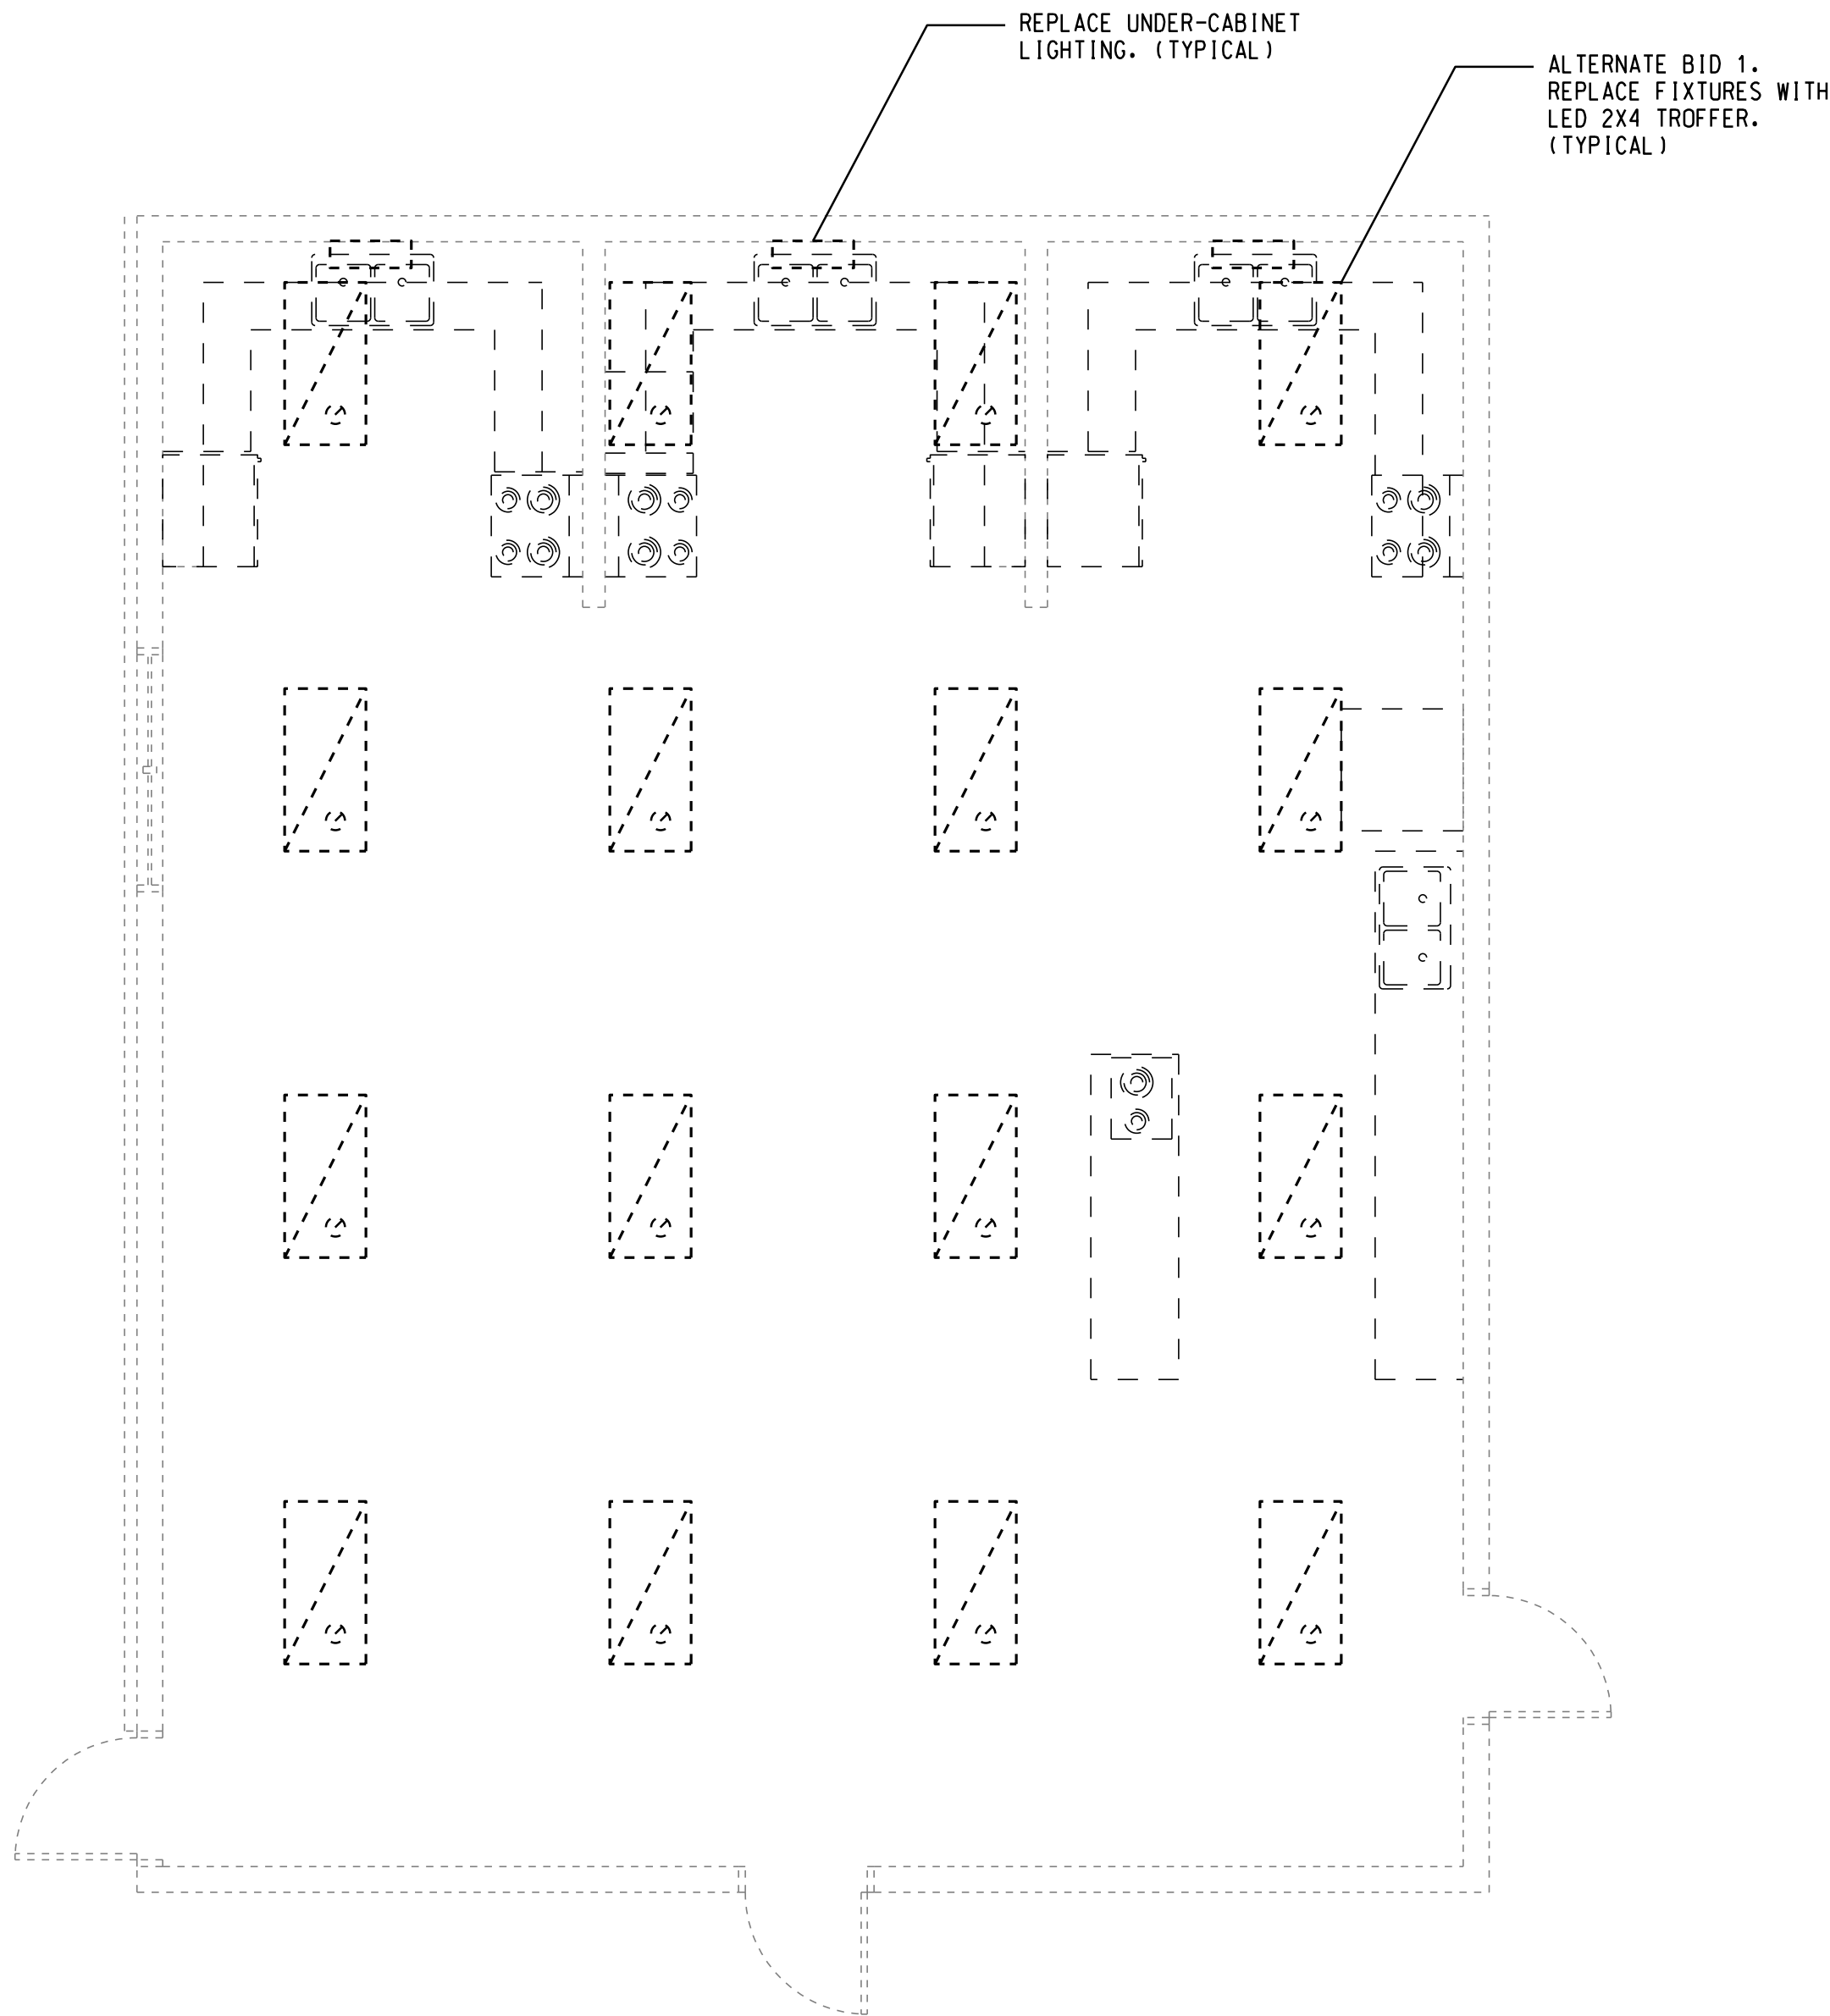 REPLACE UNDER-CABINET
LIGHTING. (TYPICAL)
ALTERNATE BID 1.
REPLACE FIXTURES WITH
LED 2X4 TROFFER.
(TYPICAL)